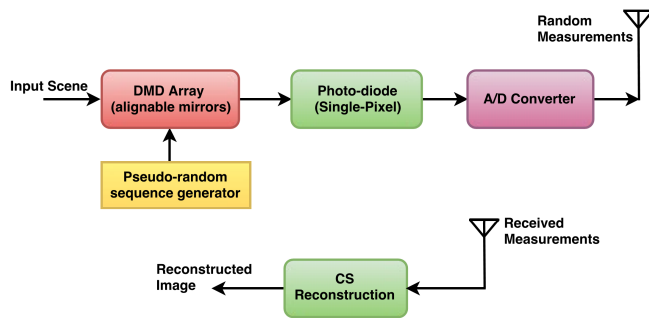 Random
Measurements
Input Scene
DMD Array
(alignable mirrors)
Photo-diode
(Single-Pixel)
A/D Converter
Pseudo-random
sequence generator
Received
Measurements
Reconstructed
Image
CS
Reconstruction